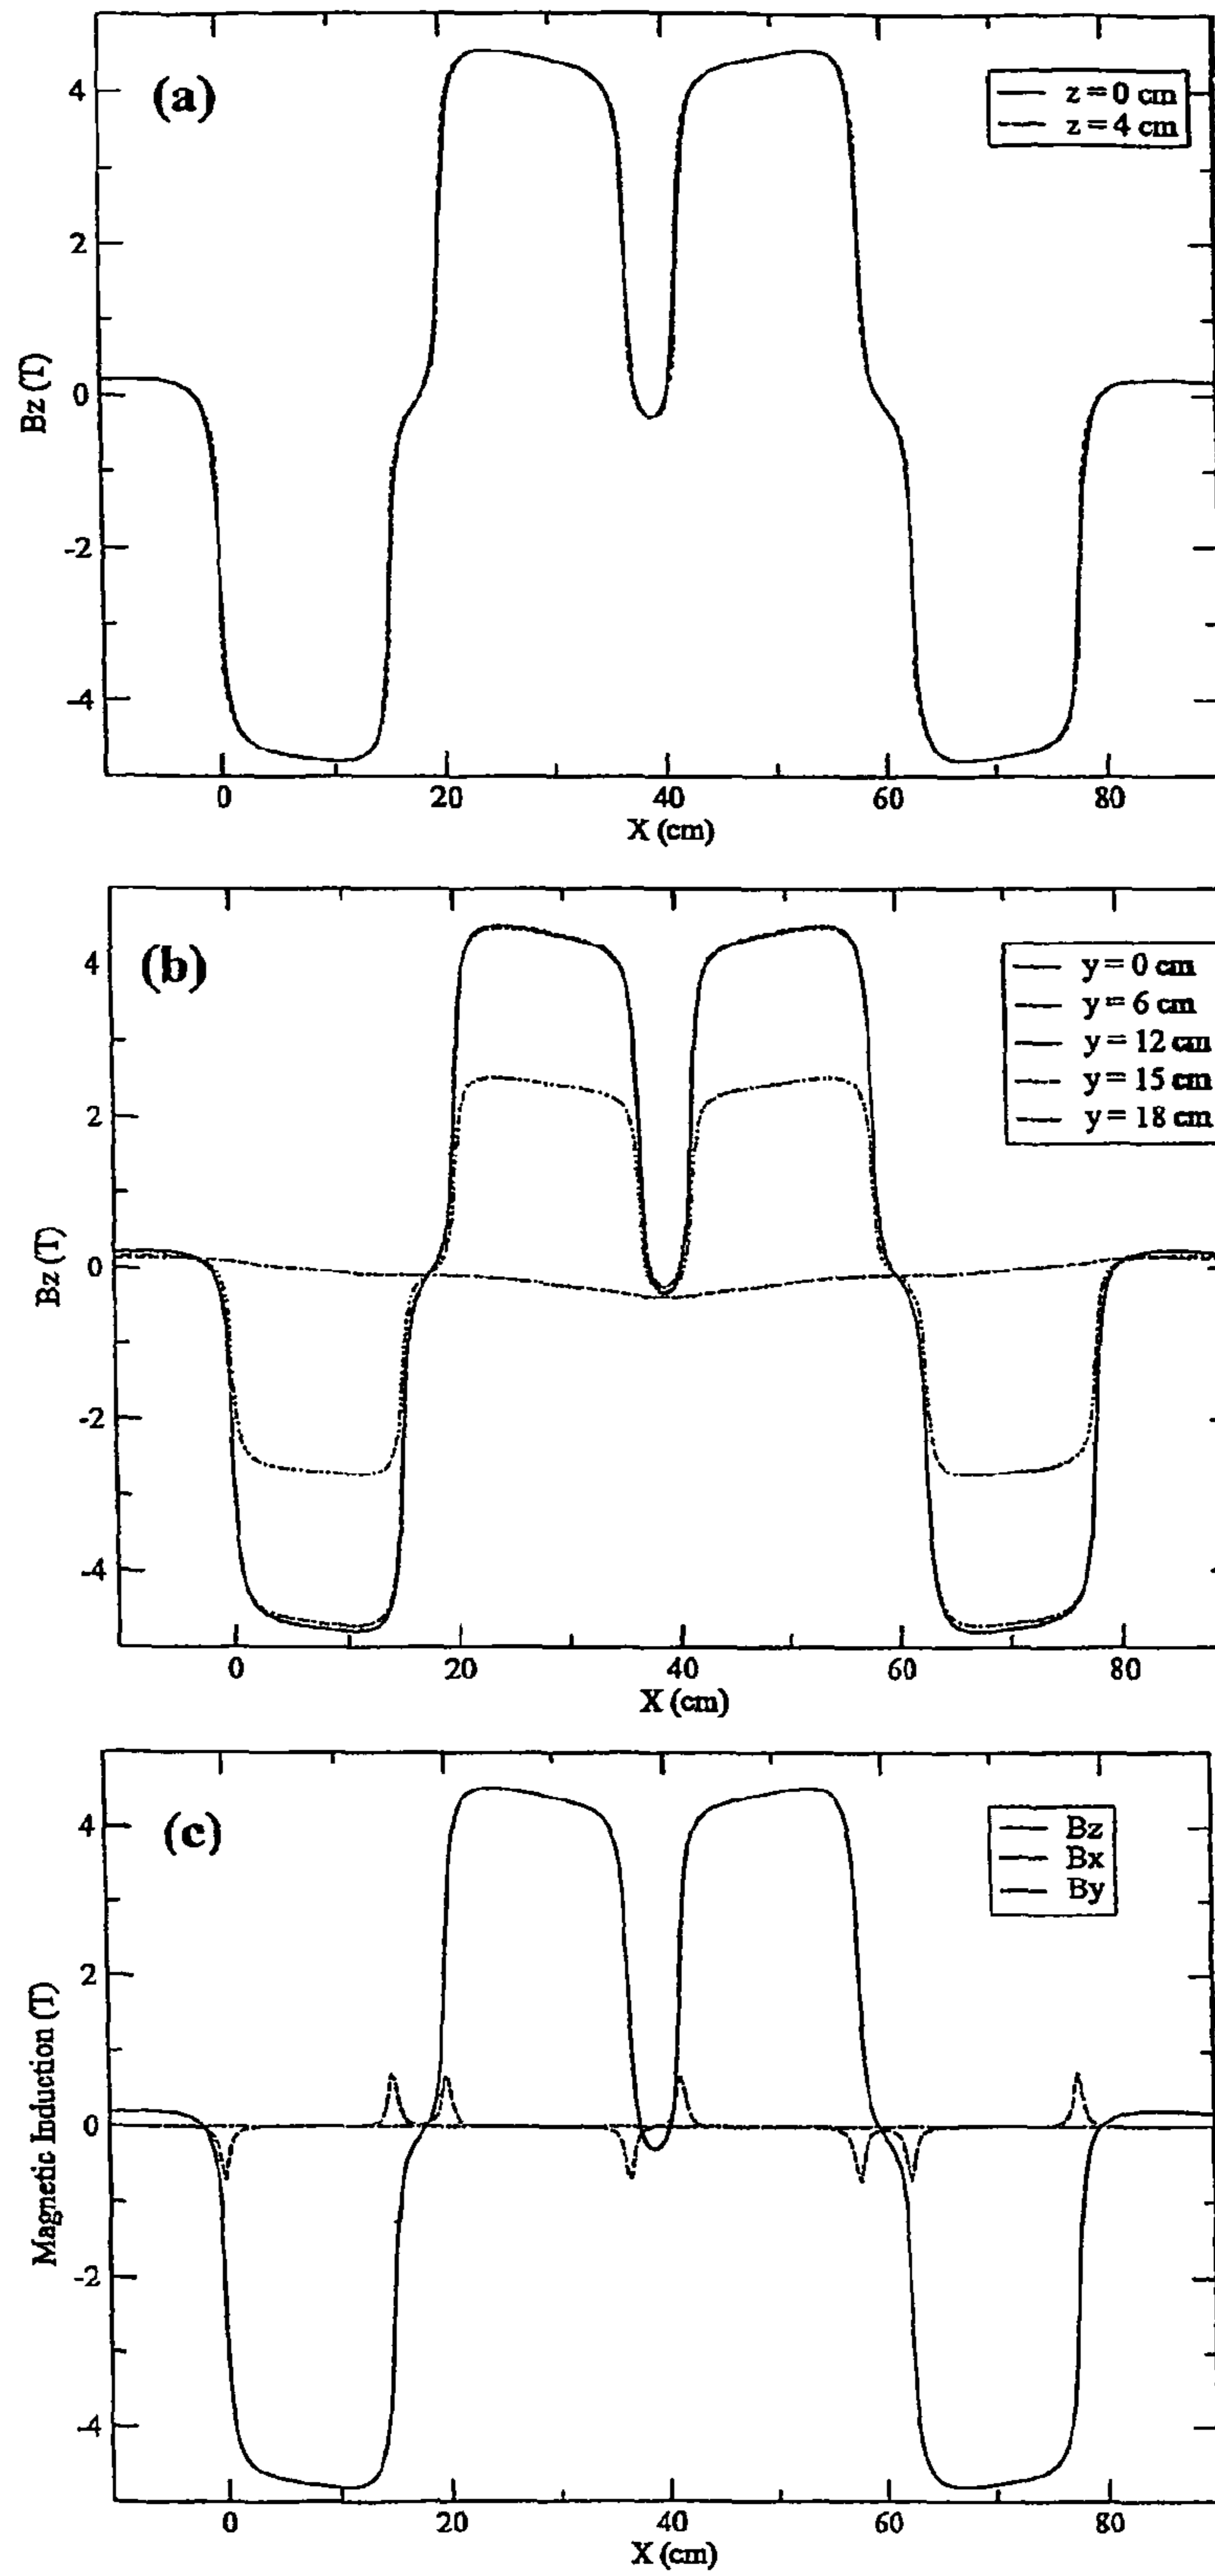 (a)
z = 0 cm
z = 4 cm
4
2
0
-2
-4
Bz (T)
0 20 40 60 80
X (cm)
(b)
y = 0 cm
y = 6 cm
y = 12 cm
y = 15 cm
y = 18 cm
4
2
0
-2
-4
Bz (T)
0 20 40 60 80
X (cm)
(c)
Bz
Bx
By
4
2
0
-2
-4
Magnetic Induction (T)
0 20 40 60 80
X (cm)